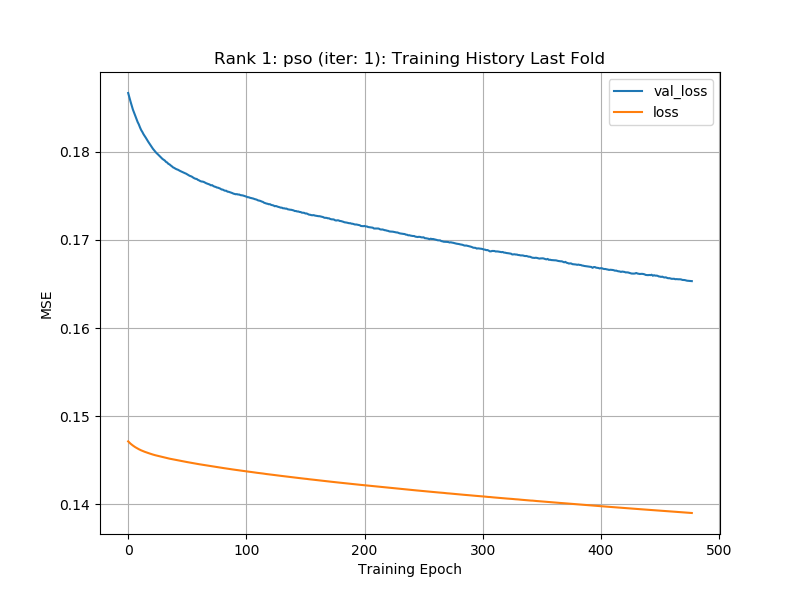 Rank 1: pso (iter: 1): Training History Last Fold
val_loss
loss
0.18
0.17
0.16
0.15
0.14
MSE
0 100 200 300 400 500
Training Epoch